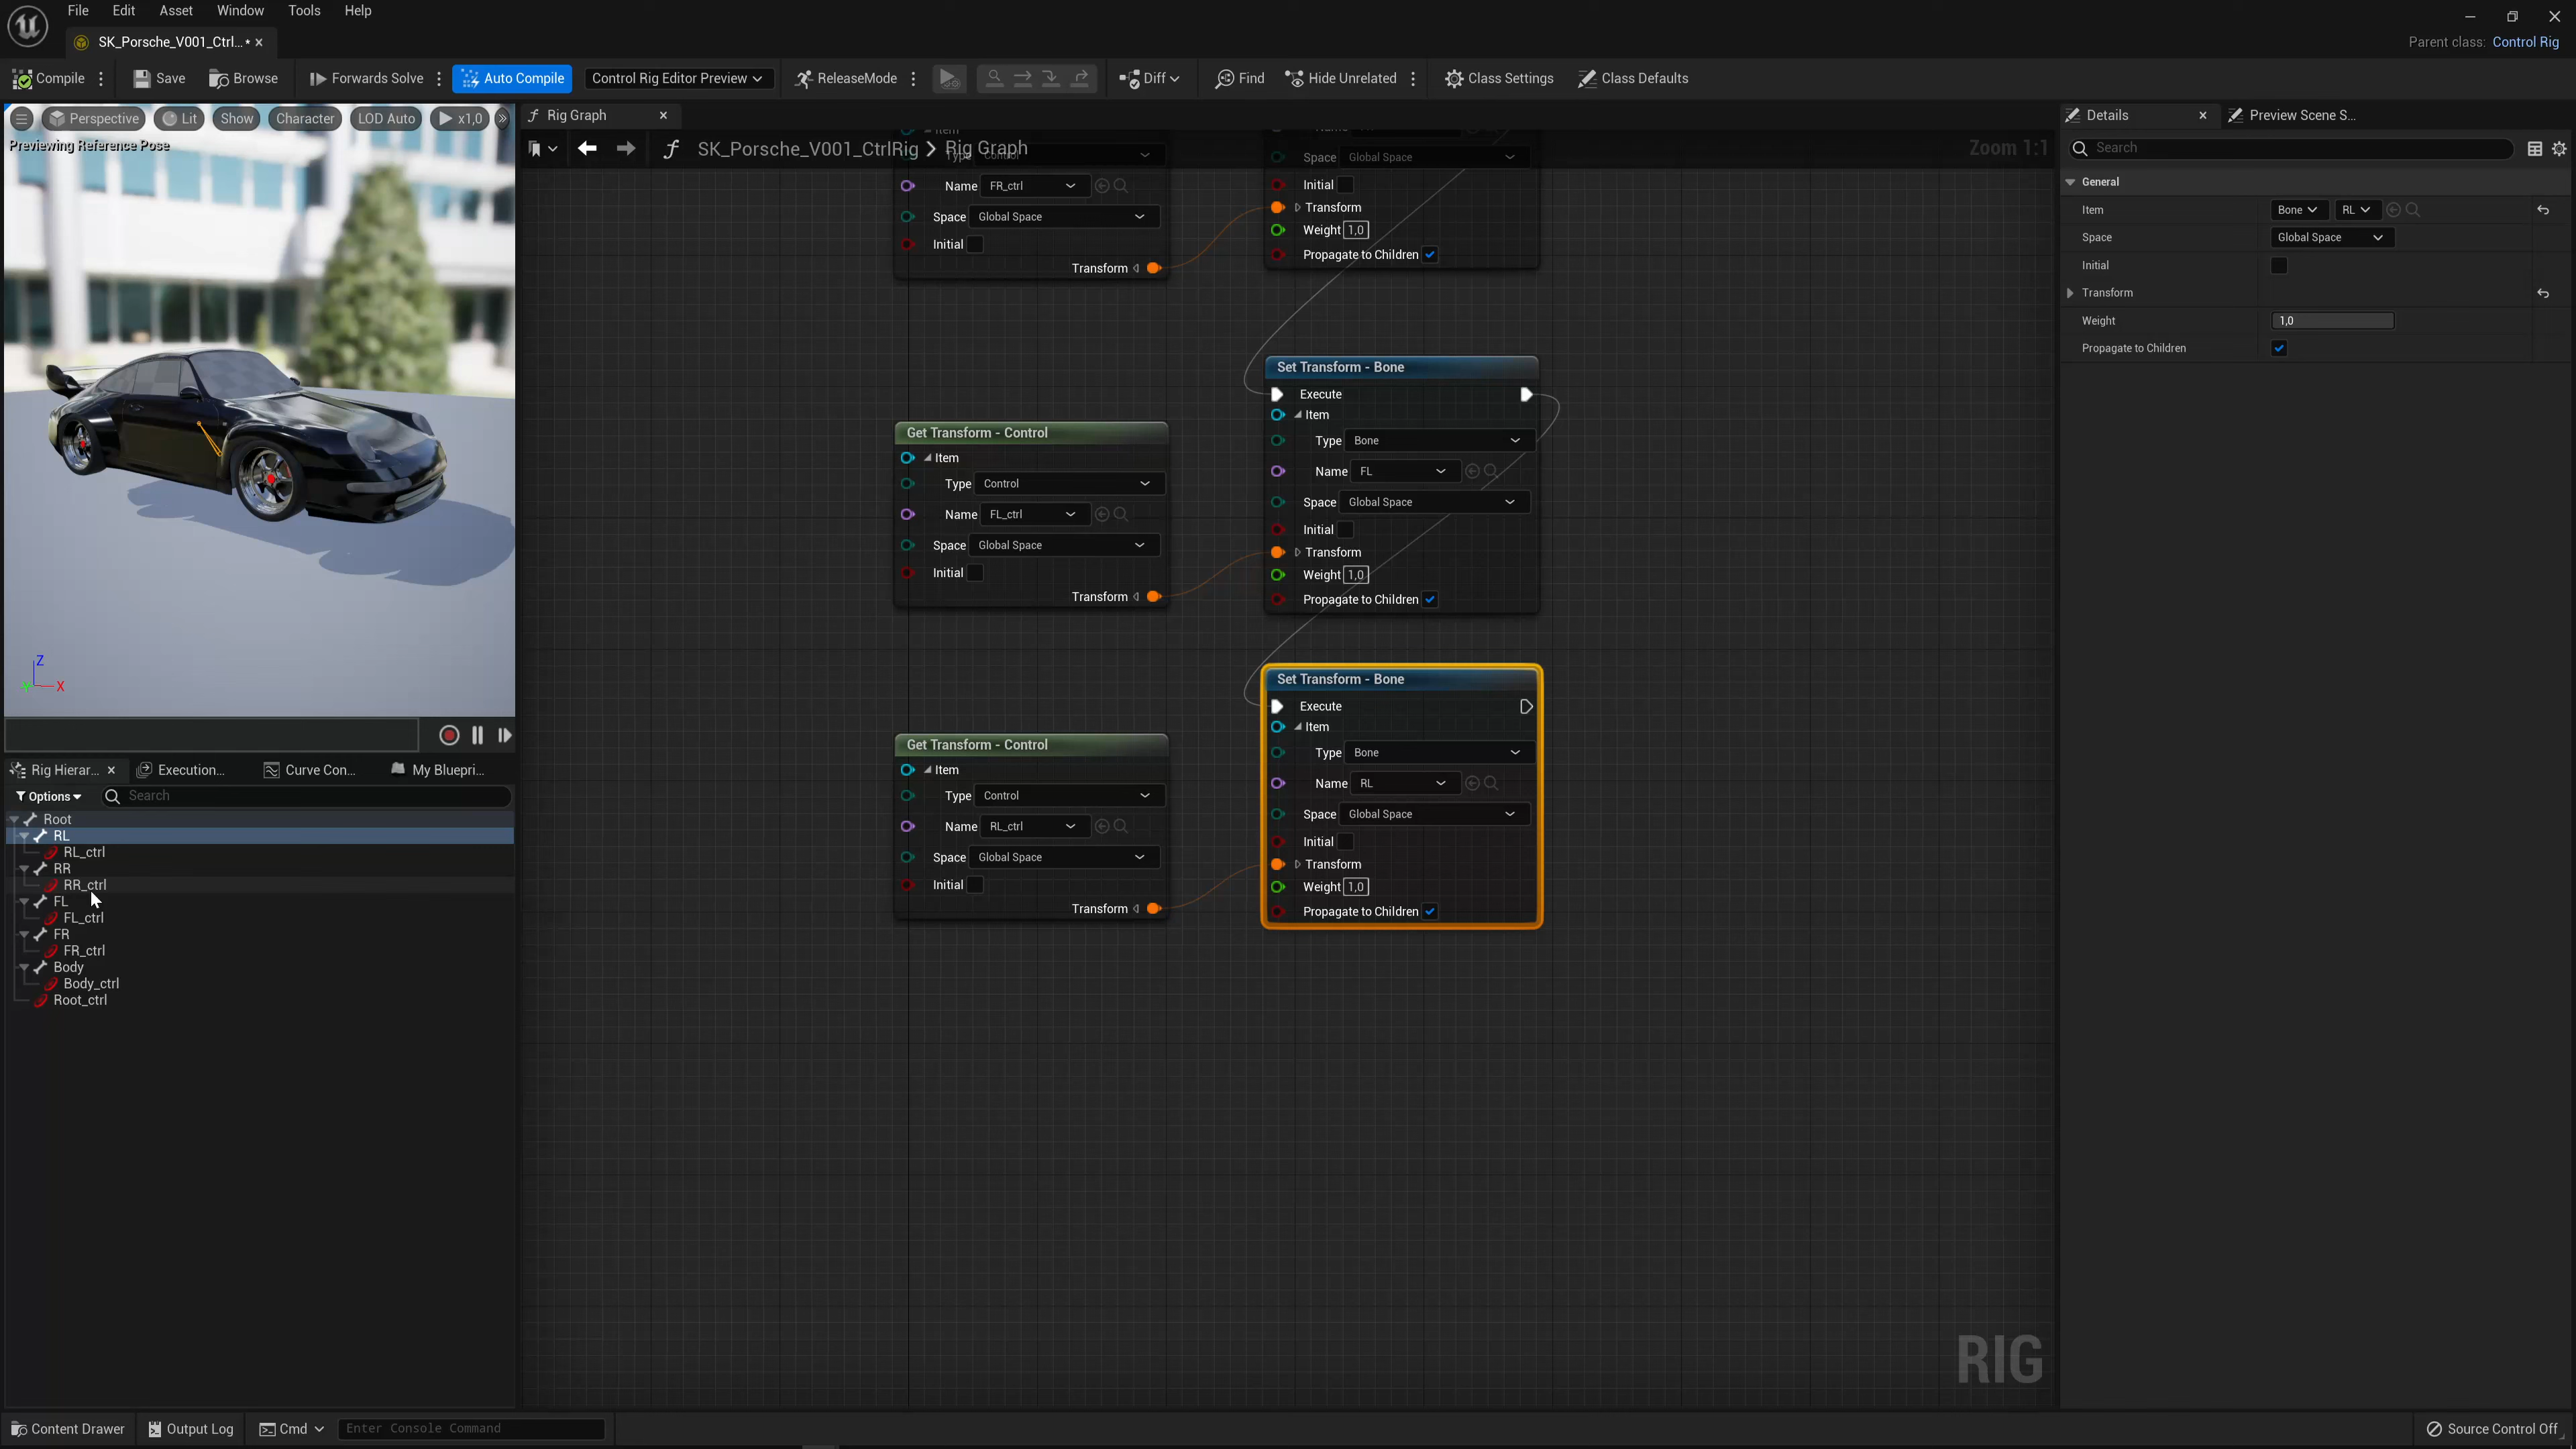 File Edit Asset Window Tools Help
SK_Porsche_V001_Ctrl...* ×
Parent class: Control Rig
Compile Save Browse Forwards Solve Auto Compile Control Rig Editor Preview ReleaseMode Diff Find Hide Unrelated Class Settings Class Defaults
Perspective Lit Show Character LOD Auto x1,0
Previewing Reference Pose
Z
Y
X
Rig Hierar... Execution... Curve Con... My Bluepri...
Options Search
Root
RL
RL_ctrl
RR
RR_ctrl
FL
FL_ctrl
FR
FR_ctrl
Body
Body_ctrl
Root_ctrl
Rig Graph
SK_Porsche_V001_CtrlRig > Rig Graph
Zoom 1:1
Item
Type Control
Name FR_ctrl
Space Global Space
Initial
Transform
Name
Space Global Space
Initial
Transform
Weight 1,0
Propagate to Children
Get Transform - Control
Item
Type Control
Name FL_ctrl
Space Global Space
Initial
Transform
Set Transform - Bone
Execute
Item
Type Bone
Name FL
Space Global Space
Initial
Transform
Weight 1,0
Propagate to Children
Get Transform - Control
Item
Type Control
Name RL_ctrl
Space Global Space
Initial
Transform
Set Transform - Bone
Execute
Item
Type Bone
Name RL
Space Global Space
Initial
Transform
Weight 1,0
Propagate to Children
RIG
Details Preview Scene S...
Search
General
Item Bone RL
Space Global Space
Initial
Transform
Weight 1,0
Propagate to Children
Content Drawer Output Log Cmd Enter Console Command
Source Control Off